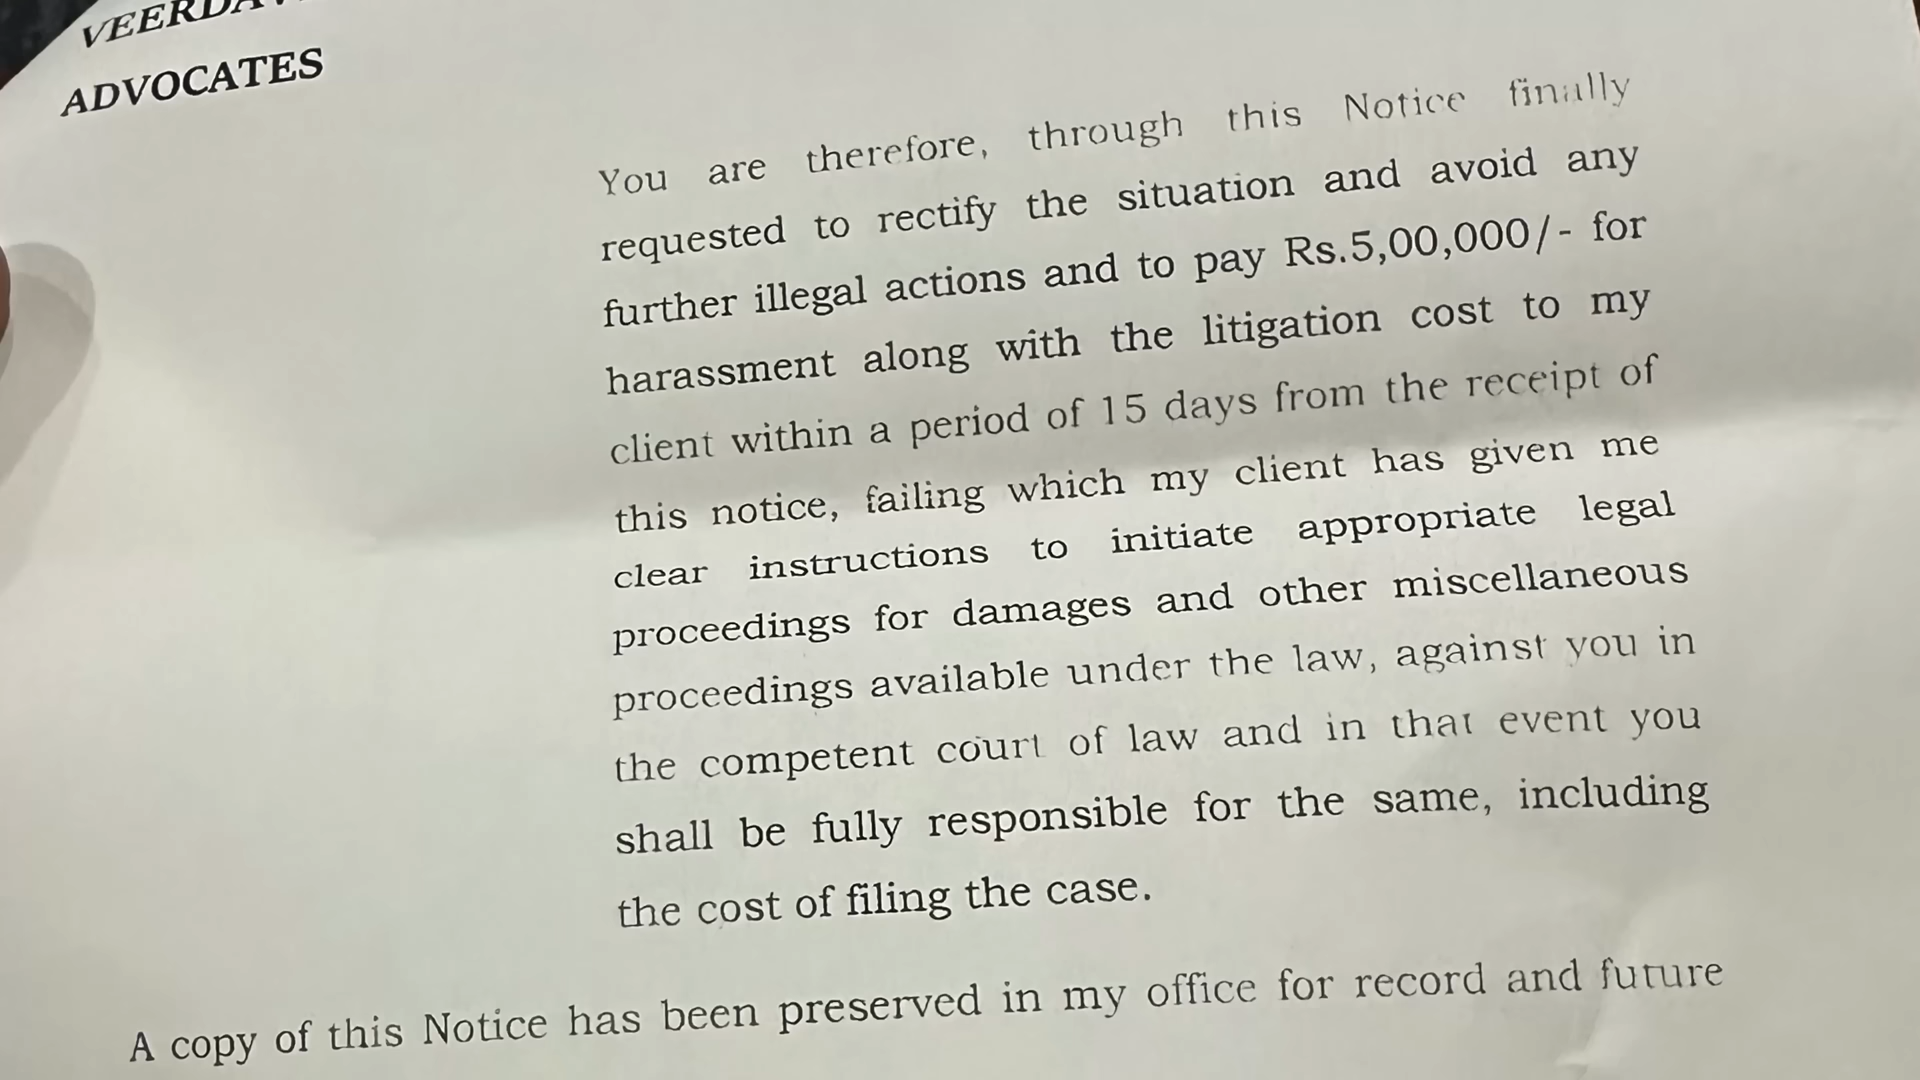 ADVOCATES
You are therefore, through this Notice finally
requested to rectify the situation and avoid any
further illegal actions and to pay Rs.5,00,000/- for
harassment along with the litigation cost to my
client within a period of 15 days from the receipt of
this notice, failing which my client has given me
clear instructions to initiate appropriate legal
proceedings for damages and other miscellaneous
proceedings available under the law, against you in
the competent court of law and in that event you
shall be fully responsible for the same, including
the cost of filing the case.
A copy of this Notice has been preserved in my office for record and future